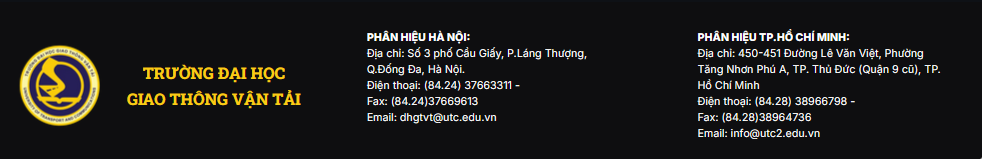 TRƯỜNG ĐẠI HỌC
GIAO THÔNG VẬN TẢI
PHÂN HIỆU HÀ NỘI:
Địa chỉ: Số 3 phố Cầu Giấy, P.Láng Thượng,
Q.Đống Đa, Hà Nội.
Điện thoại: (84.24) 37663311 -
Fax: (84.24)37669613
Email: dhgtvt@utc.edu.vn
PHÂN HIỆU TP.HỒ CHÍ MINH:
Địa chỉ: 450-451 Đường Lê Văn Việt, Phường
Tăng Nhơn Phú A, TP. Thủ Đức (Quận 9 cũ), TP.
Hồ Chí Minh
Điện thoại: (84.28) 38966798 -
Fax: (84.28)38964736
Email: info@utc2.edu.vn